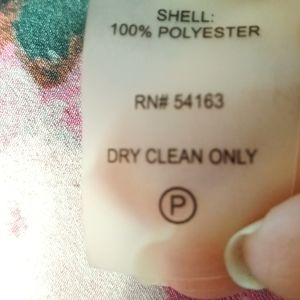 SHELL:
100% POLYESTER
RN# 54163
DRY CLEAN ONLY
P